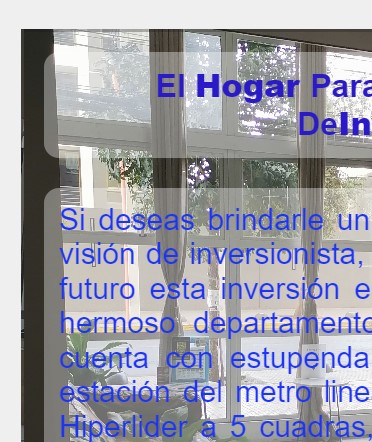 El Hogar Para
DeIn
Si deseas brindarle un
visión de inversionista,
futuro esta inversión e
hermoso departamento
cuenta con estupenda
estación del metro line
Hiperlider a 5 cuadras,